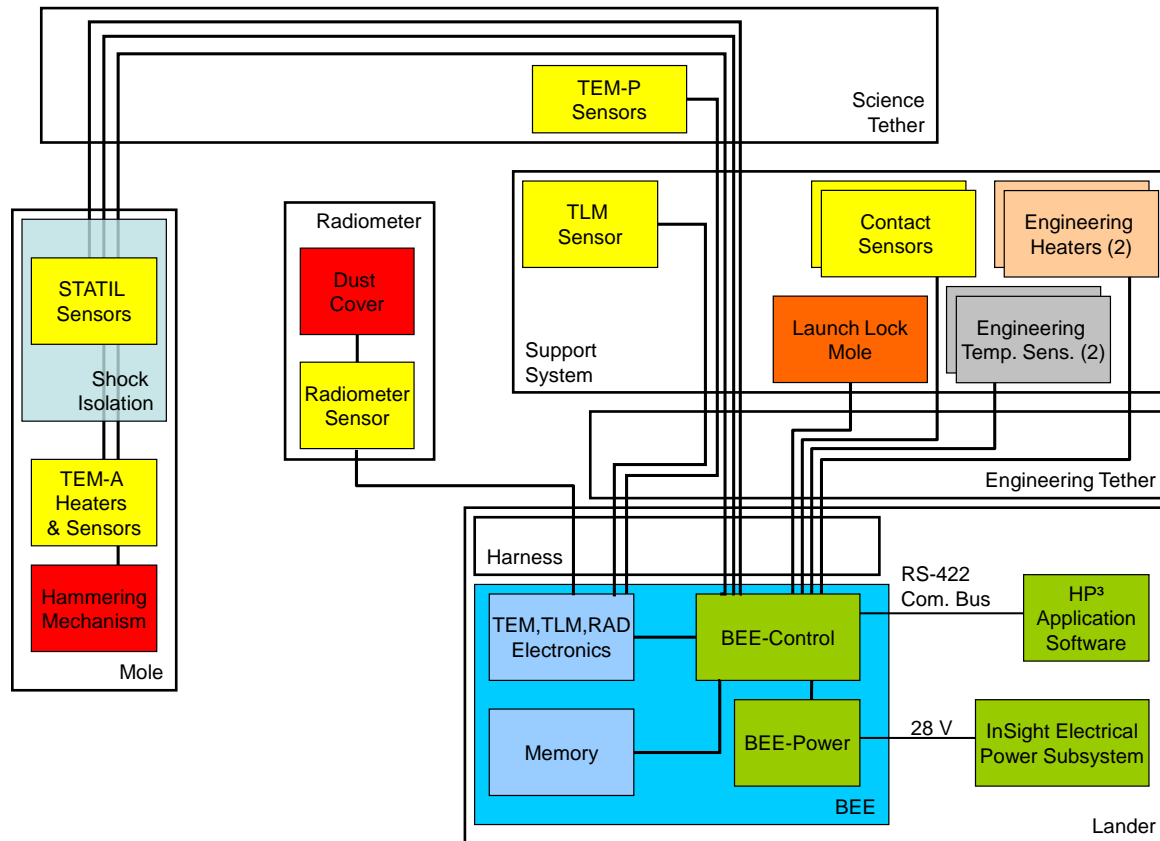 TEM-P
Sensors
Science
Tether
Radiometer
TLM
Sensor
Contact
Sensors
Engineering
Heaters (2)
STATIL
Sensors
Dust
Cover
Launch Lock
Mole
Engineering
Temp. Sens. (2)
Support
System
Shock
Isolation
Radiometer
Sensor
TEM-A
Heaters
& Sensors
Engineering Tether
Hammering
Mechanism
Mole
Harness
RS-422
Com. Bus
HP³
Application
Software
TEM,TLM,RAD
Electronics
BEE-Control
Memory
BEE-Power
28 V
InSight Electrical
Power Subsystem
BEE
Lander